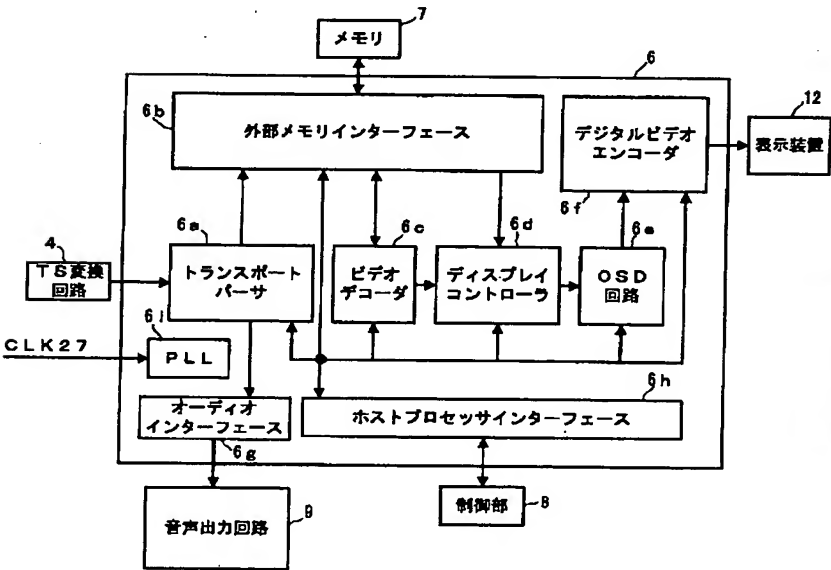 7
メモリ
6
6b
外部メモリインターフェース
デジタルビデオ
エンコーダ
12
表示装置
6f
4
TS変換
回路
6a
トランスポート
パーサ
6c
ビデオ
デコーダ
6d
ディスプレイ
コントローラ
6e
OSD
回路
CLK27
6i
PLL
オーディオ
インターフェース
6g
6h
ホストプロセッサインターフェース
音声出力回路
9
制御部
8